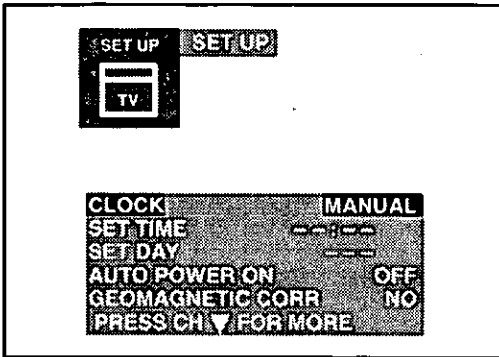 SET UP SET UP
TV
CLOCK MANUAL
SET TIME --:--
SET DAY ---
AUTO POWER ON OFF
GEOMAGNETIC CORR NO
PRESS CH ▼ FOR MORE